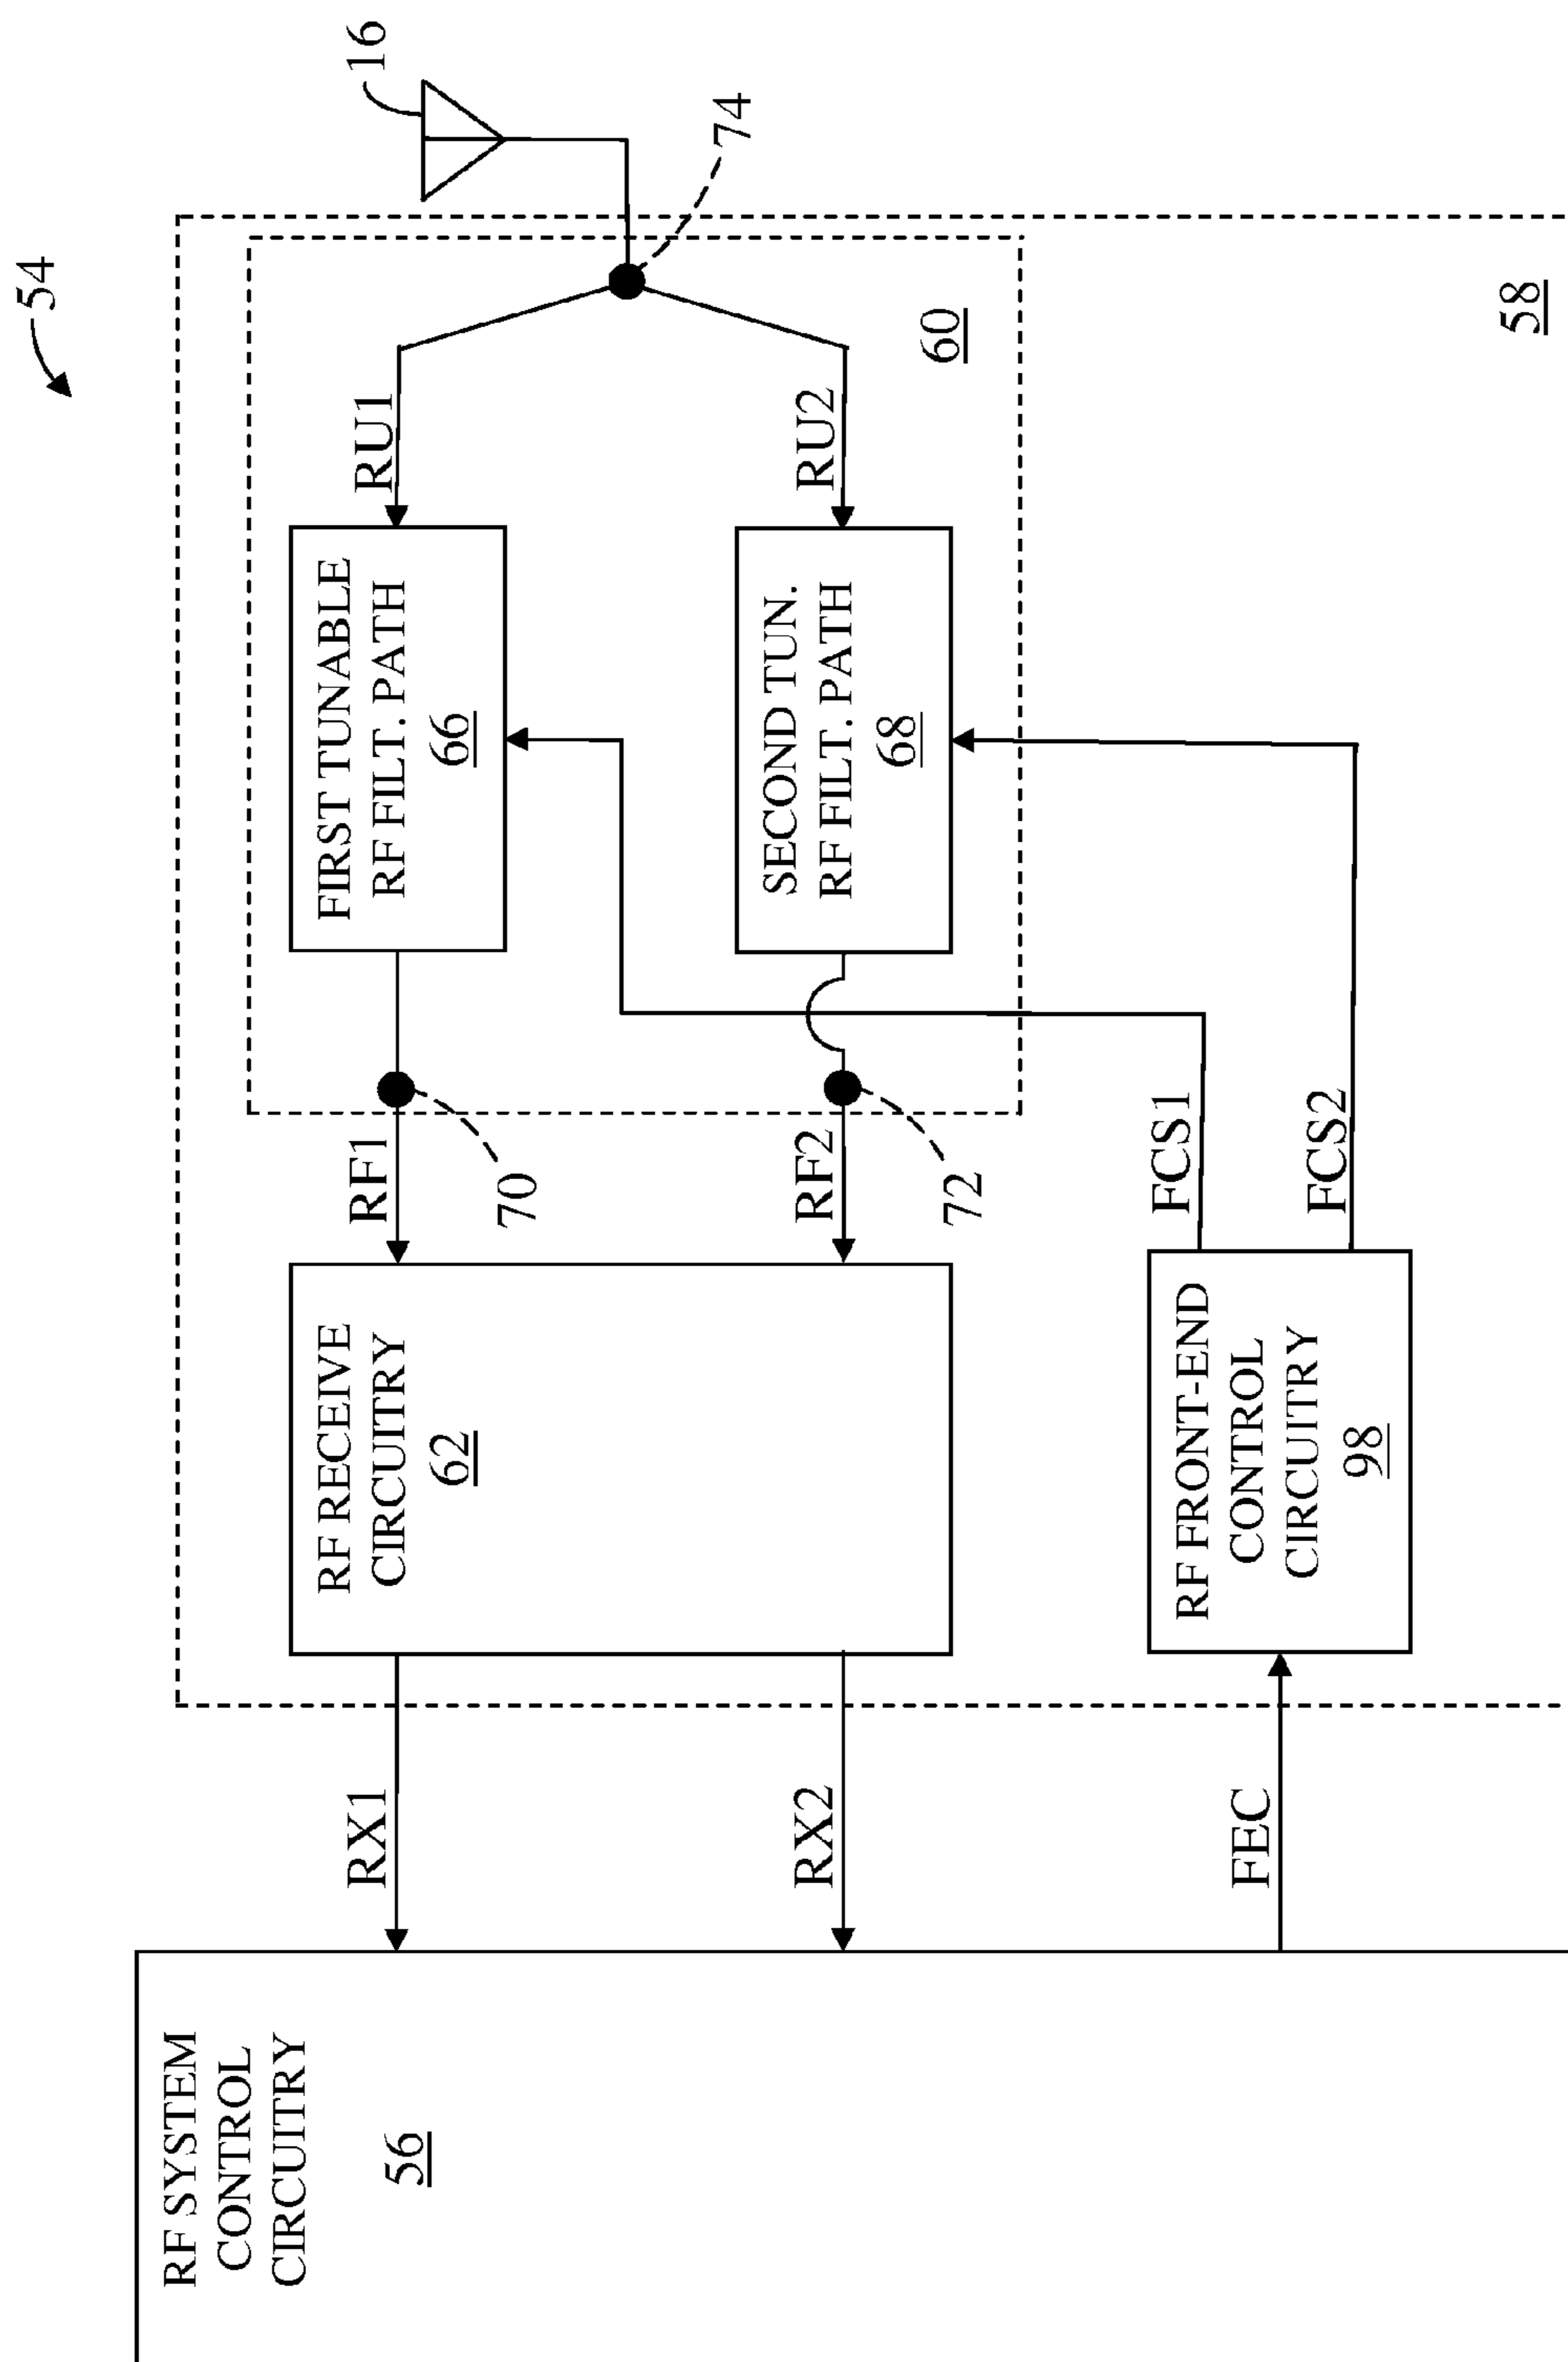 54
16
74
RU1
RU2
60
58
FIRST TUNABLE
RF FILT. PATH
66
SECOND TUN.
RF FILT. PATH
68
RF1
70
RF2
72
FCS1
FCS2
RF RECEIVE
CIRCUITRY
62
RF FRONT-END
CONTROL
CIRCUITRY
98
RX1
RX2
FEC
RF SYSTEM
CONTROL
CIRCUITRY
56